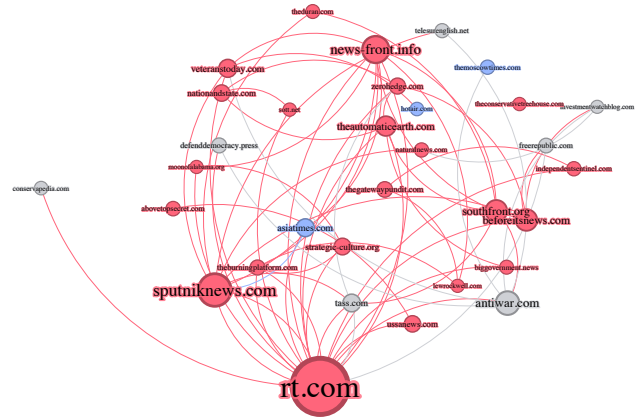 theduran.com
telesurenglish.net
news-front.info
veteranstoday.com
themoscowtimes.com
zerohedge.com
nationandstate.com
hotair.com
theconservativetreehouse.com
investmentwatchblog.com
sott.net
theautomaticearth.com
defenddemocracy.press
naturalnews.com
freerepublic.com
moonofalabama.org
independentsentinel.com
conservapedia.com
thegatewaypundit.com
abovetopsecret.com
southfront.org
beforeitsnews.com
asiatimes.com
strategic-culture.org
theburningplatform.com
biggovernment.news
sputniknews.com
lewrockwell.com
tass.com
antiwar.com
ussanews.com
rt.com